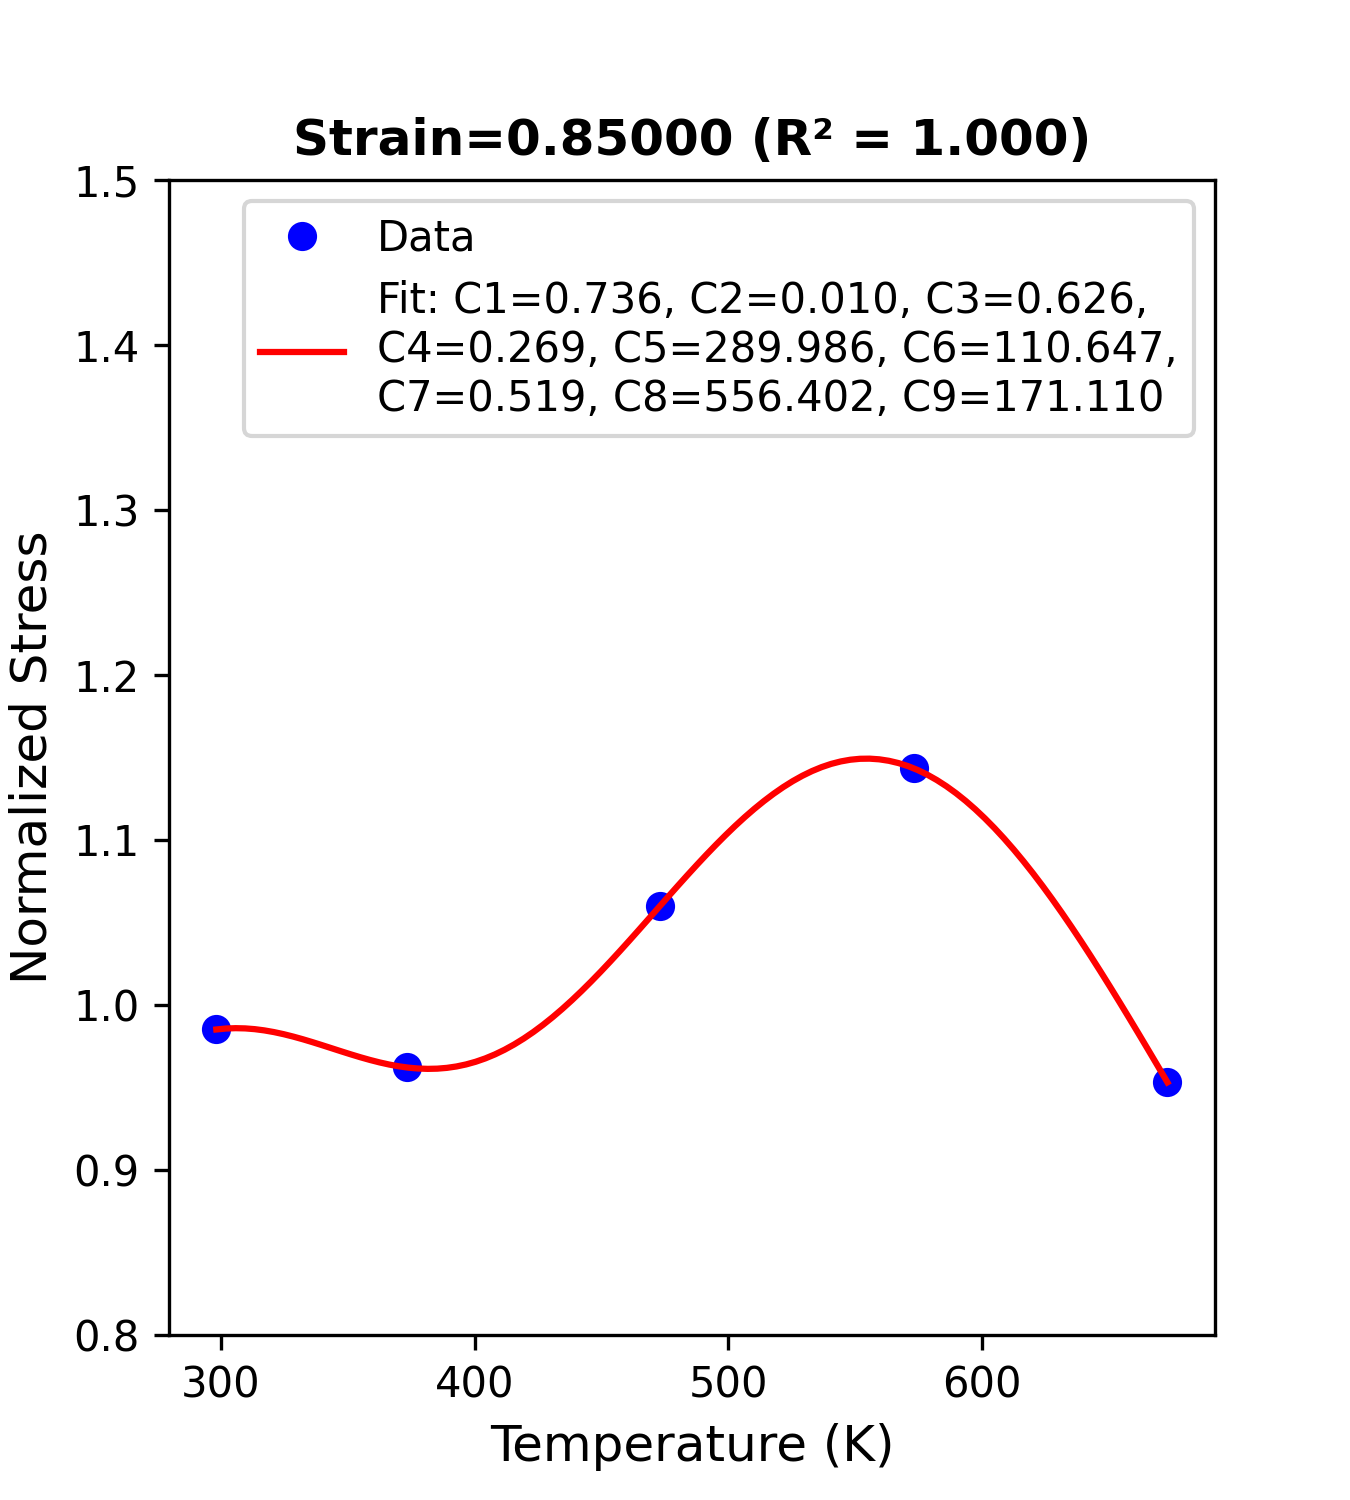 Strain=0.85000 (R² = 1.000)
Data
Fit: C1=0.736, C2=0.010, C3=0.626,
C4=0.269, C5=289.986, C6=110.647,
C7=0.519, C8=556.402, C9=171.110
Normalized Stress
1.5
1.4
1.3
1.2
1.1
1.0
0.9
0.8
300 400 500 600
Temperature (K)